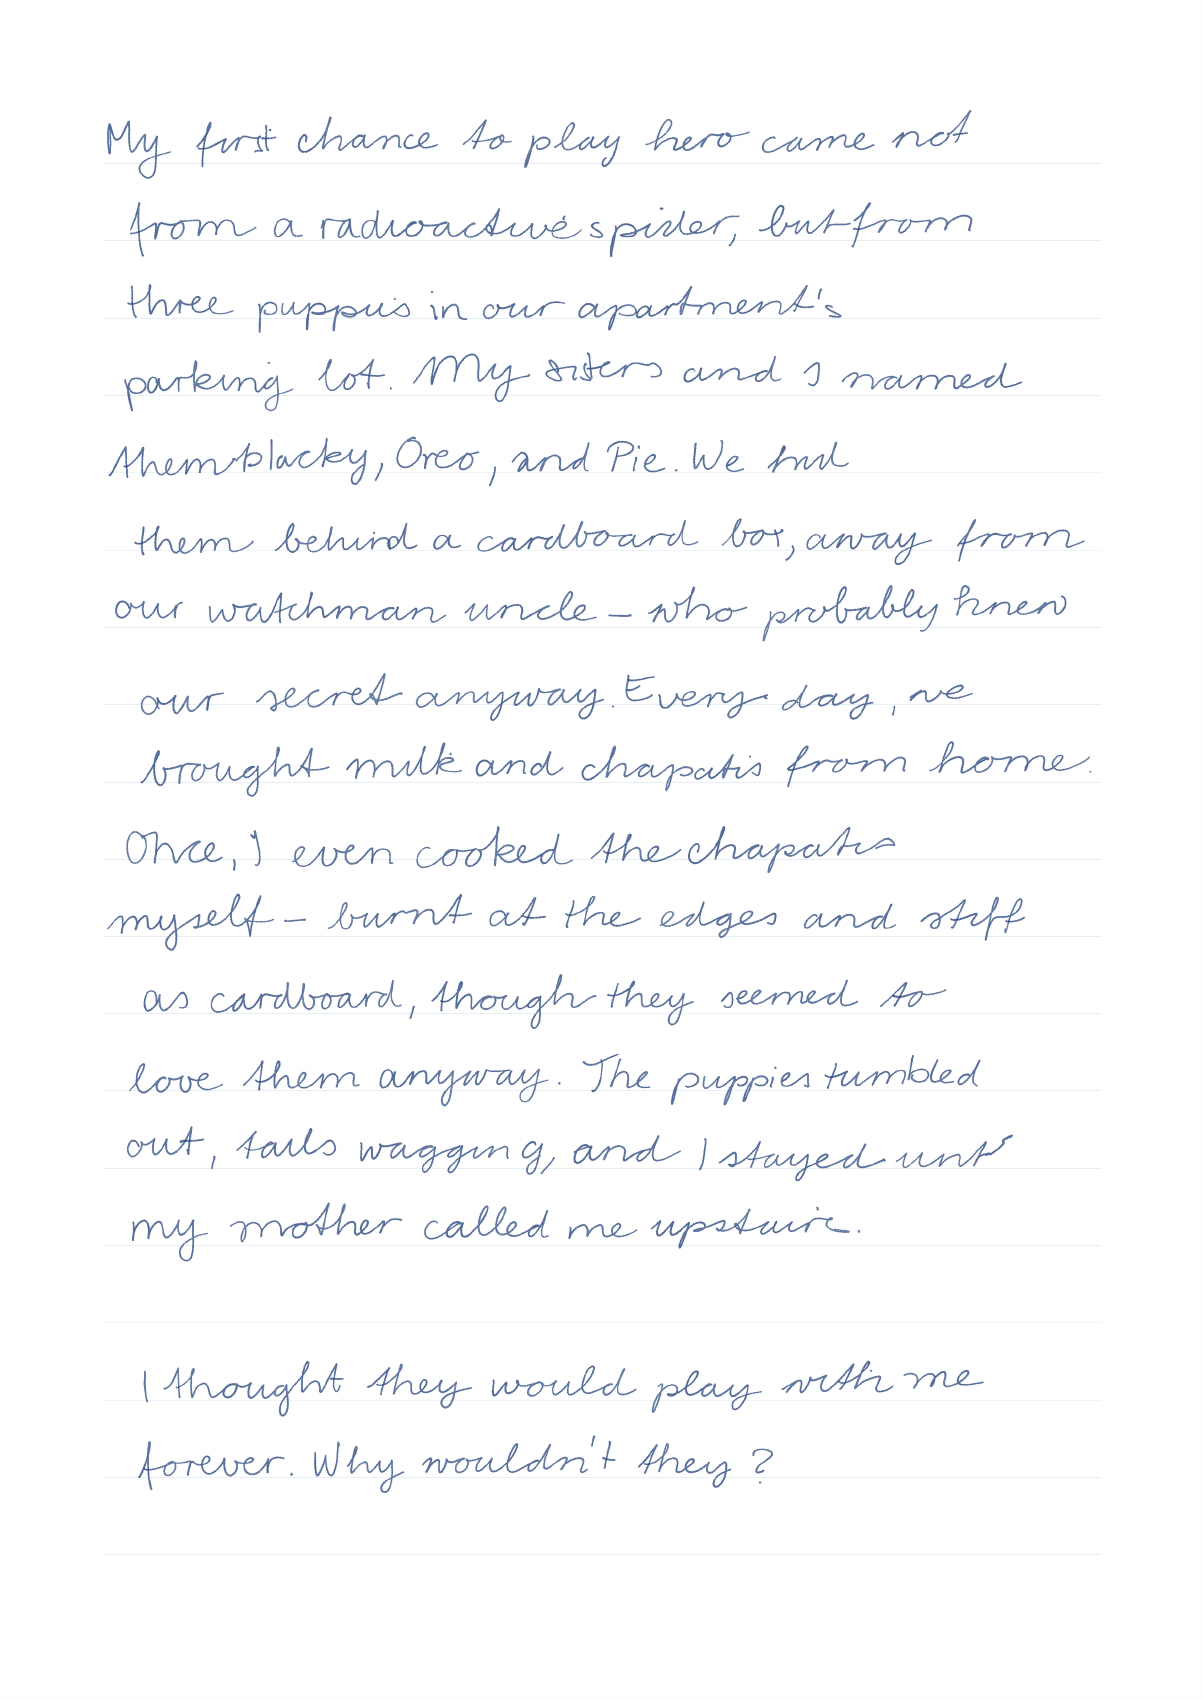 My first chance to play hero came not
from a radioactive spider, but from
three puppies in our apartment's
parking lot. My sisters and I named
them blacky, Oreo, and Pie. We hid
them behind a cardboard box, away from
our watchman uncle – who probably knew
our secret anyway. Every day, we
brought milk and chapatis from home.
Once, I even cooked the chapatis
myself – burnt at the edges and stiff
as cardboard, though they seemed to
love them anyway. The puppies tumbled
out, tails wagging, and I stayed until
my mother called me upstairs.
I thought they would play with me
forever. Why wouldn't they?